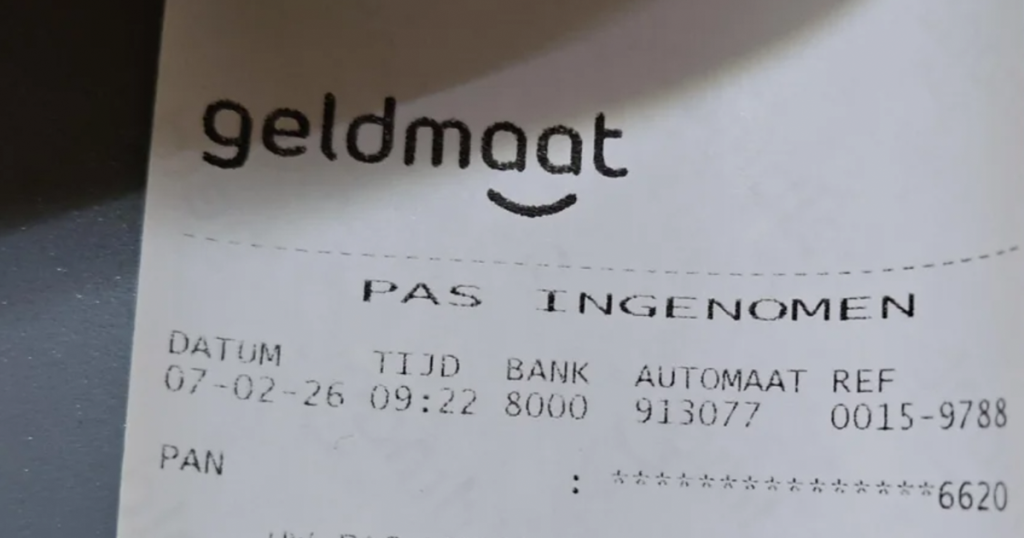 geldmaat
PAS INGENOMEN
DATUM TIJD BANK AUTOMAAT REF
07-02-26 09:22 8000 913077 0015-9788
PAN : ***************6620